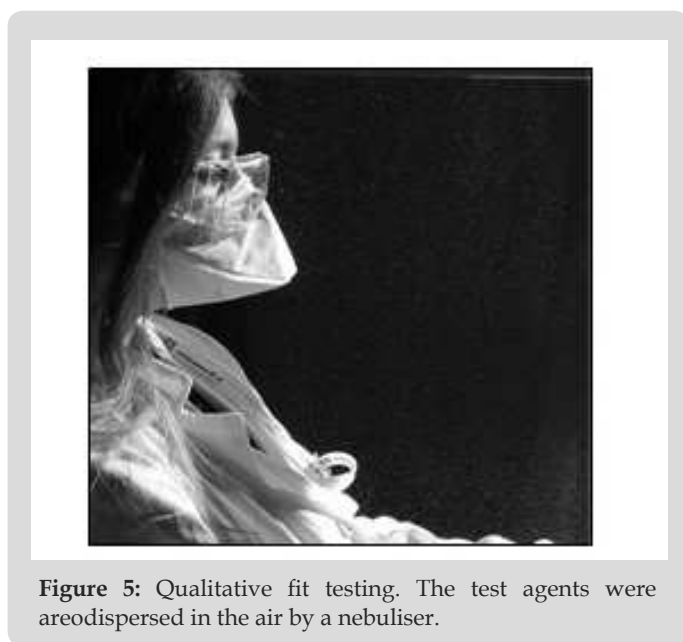 Figure 5: Qualitative fit testing. The test agents were
areodispersed in the air by a nebuliser.